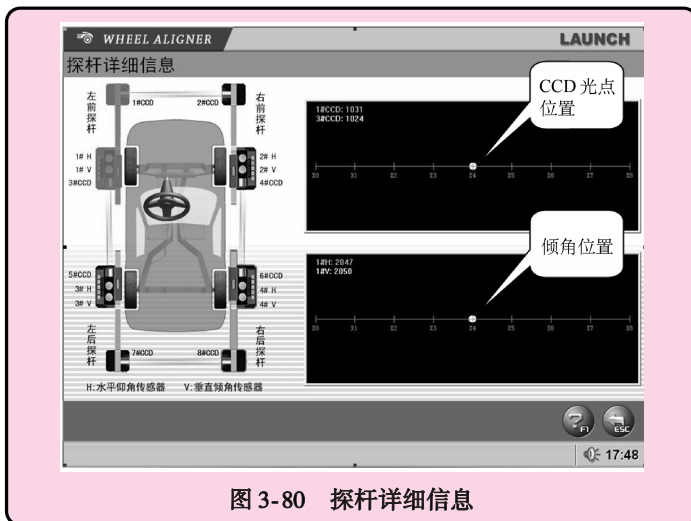 WHEEL ALIGNER
LAUNCH
探杆详细信息
左前探杆
1#CCD
2#CCD
右前探杆
1# H
1# V
3#CCD
2# H
2# V
4#CCD
5#CCD
3# H
3# V
6#CCD
4# H
4# V
左后探杆
7#CCD
8#CCD
右后探杆
H:水平仰角传感器 V:垂直倾角传感器
1#CCD: 1031
3#CCD: 1024
X0 X1 X2 X3 X4 X5 X6 X7 X8
CCD 光点
位置
1#H: 2047
1#V: 2050
X0 X1 X2 X3 X4 X5 X6 X7 X8
倾角位置
? F1
ESC
17:48
图 3-80 探杆详细信息